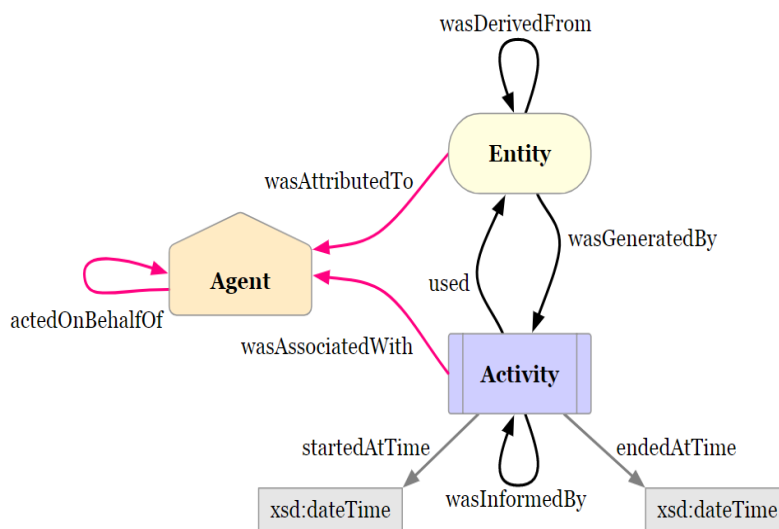 wasDerivedFrom
Entity
wasAttributedTo
wasGeneratedBy
Agent
used
actedOnBehalfOf
wasAssociatedWith
Activity
startedAtTime
endedAtTime
wasInformedBy
xsd:dateTime
xsd:dateTime